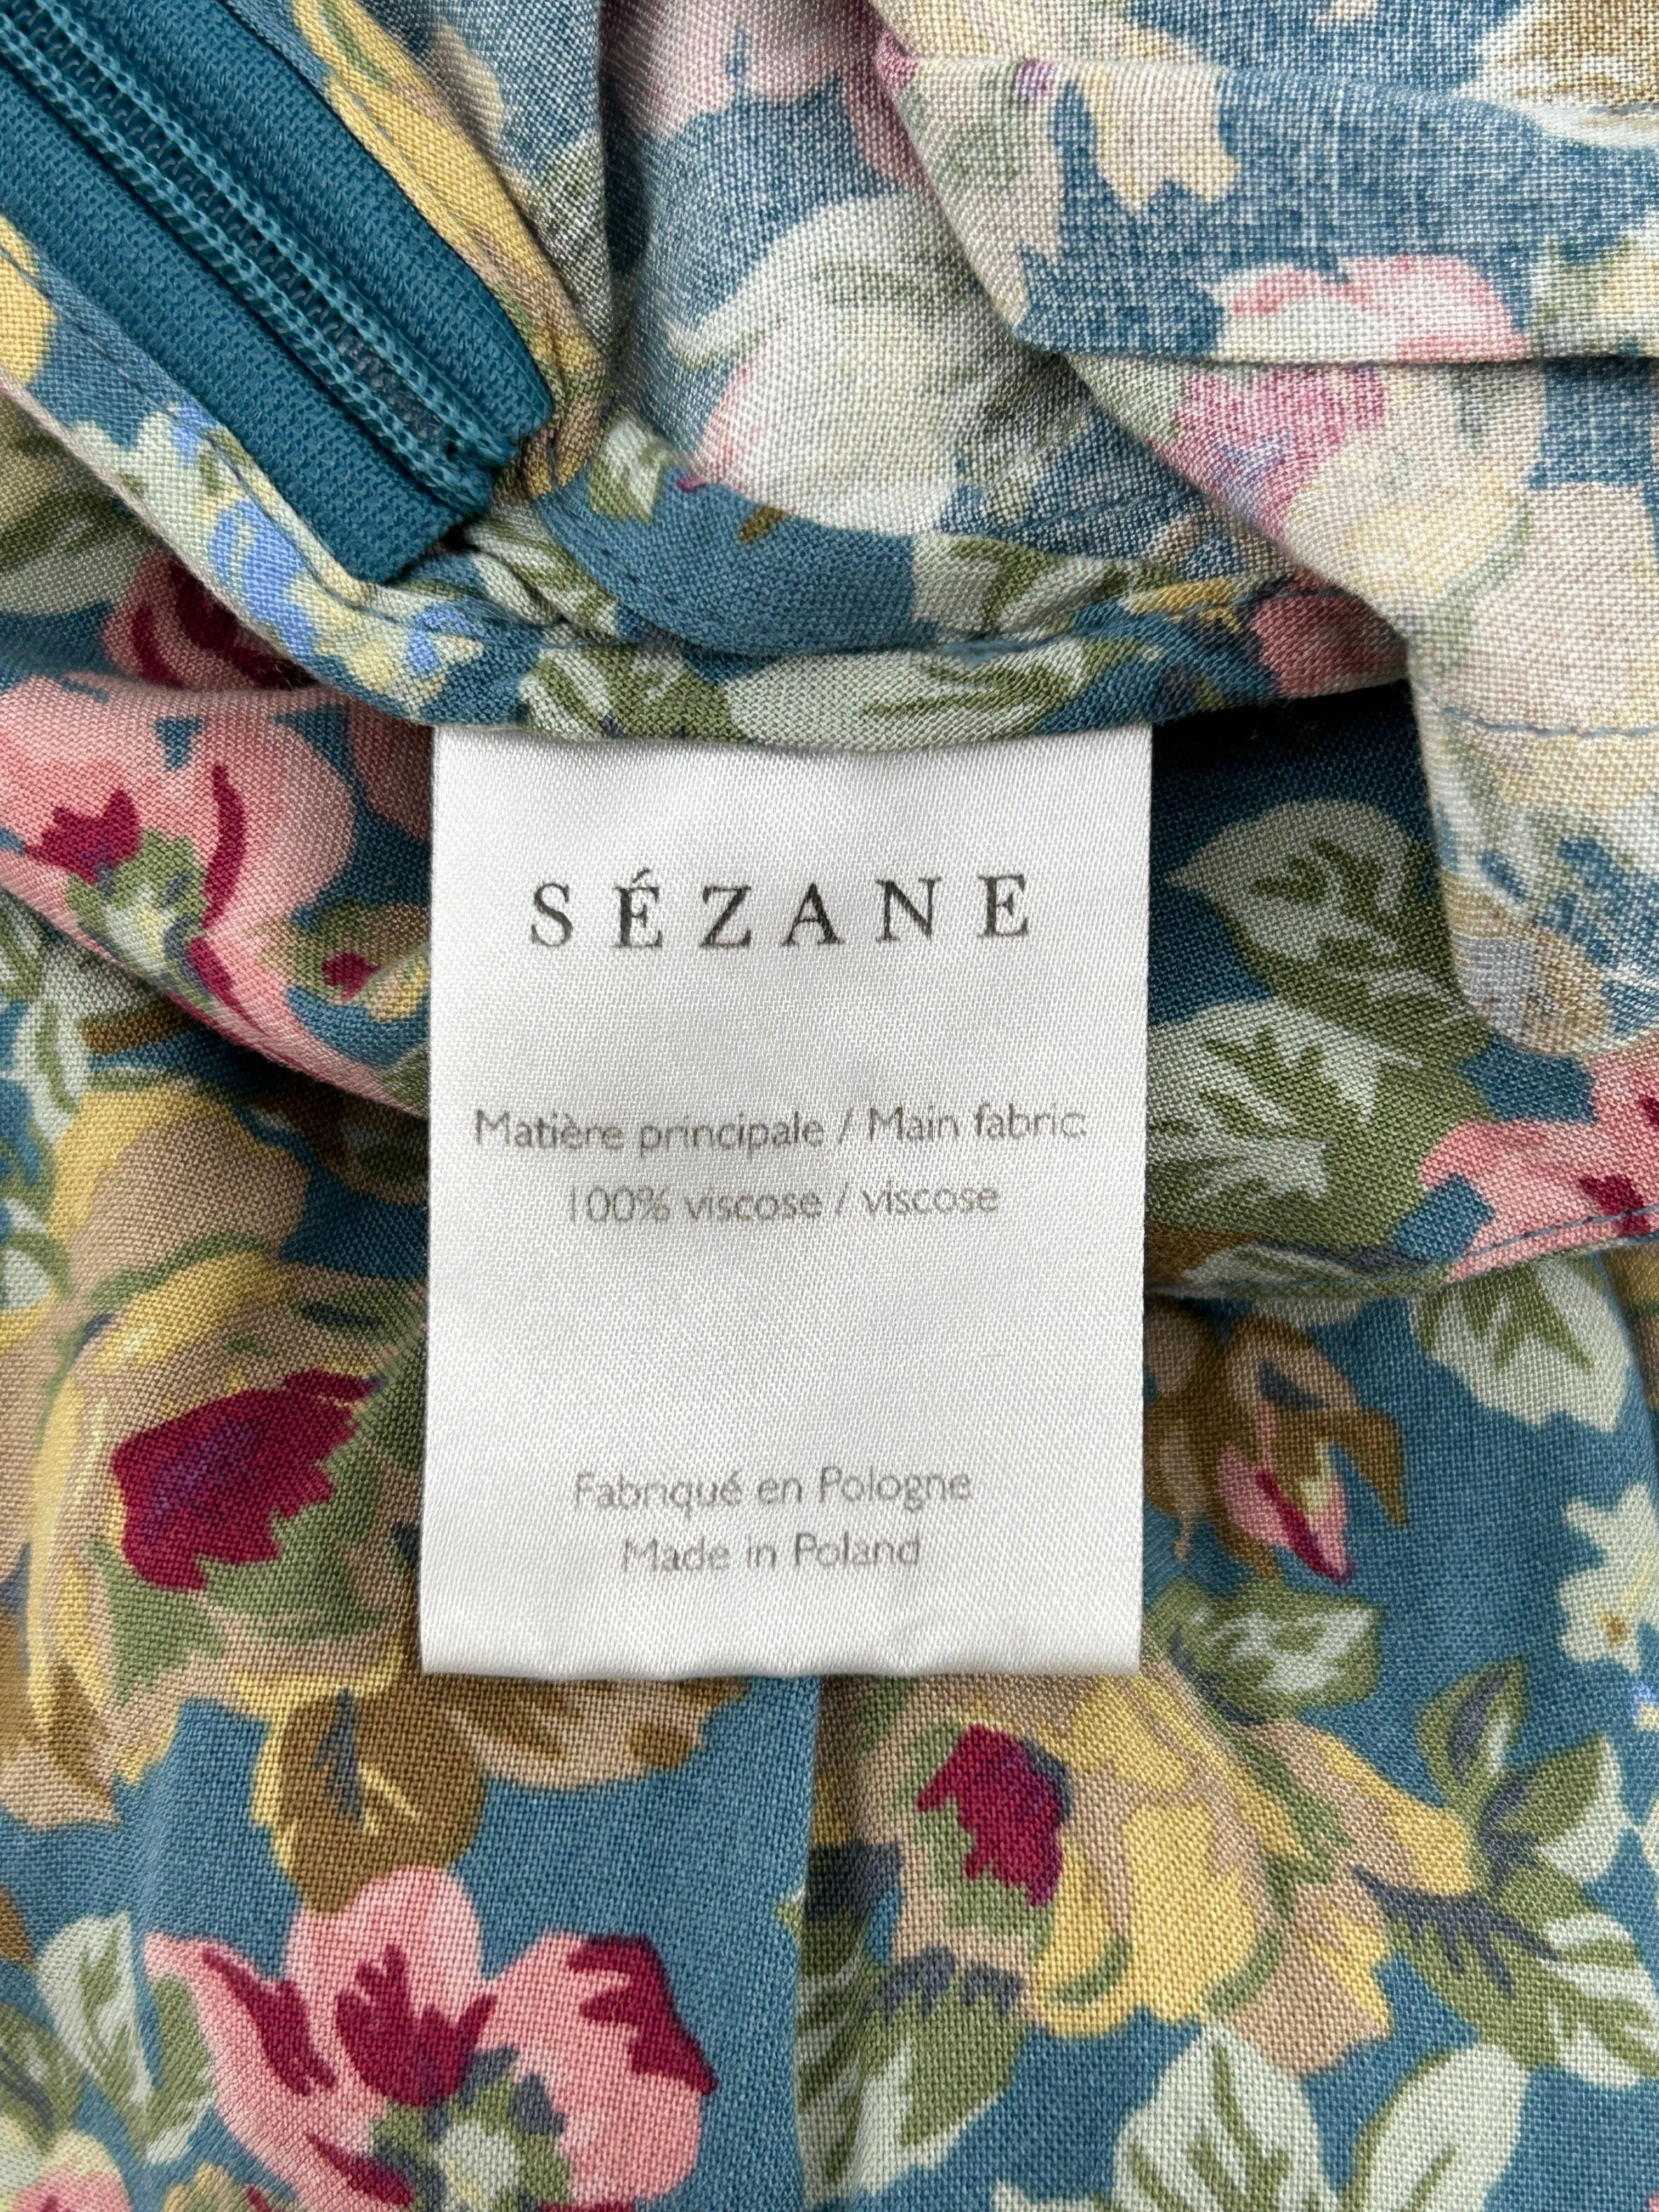 SÉZANE
Matière principale / Main fabric
100% viscose / viscose
Fabriqué en Pologne
Made in Poland